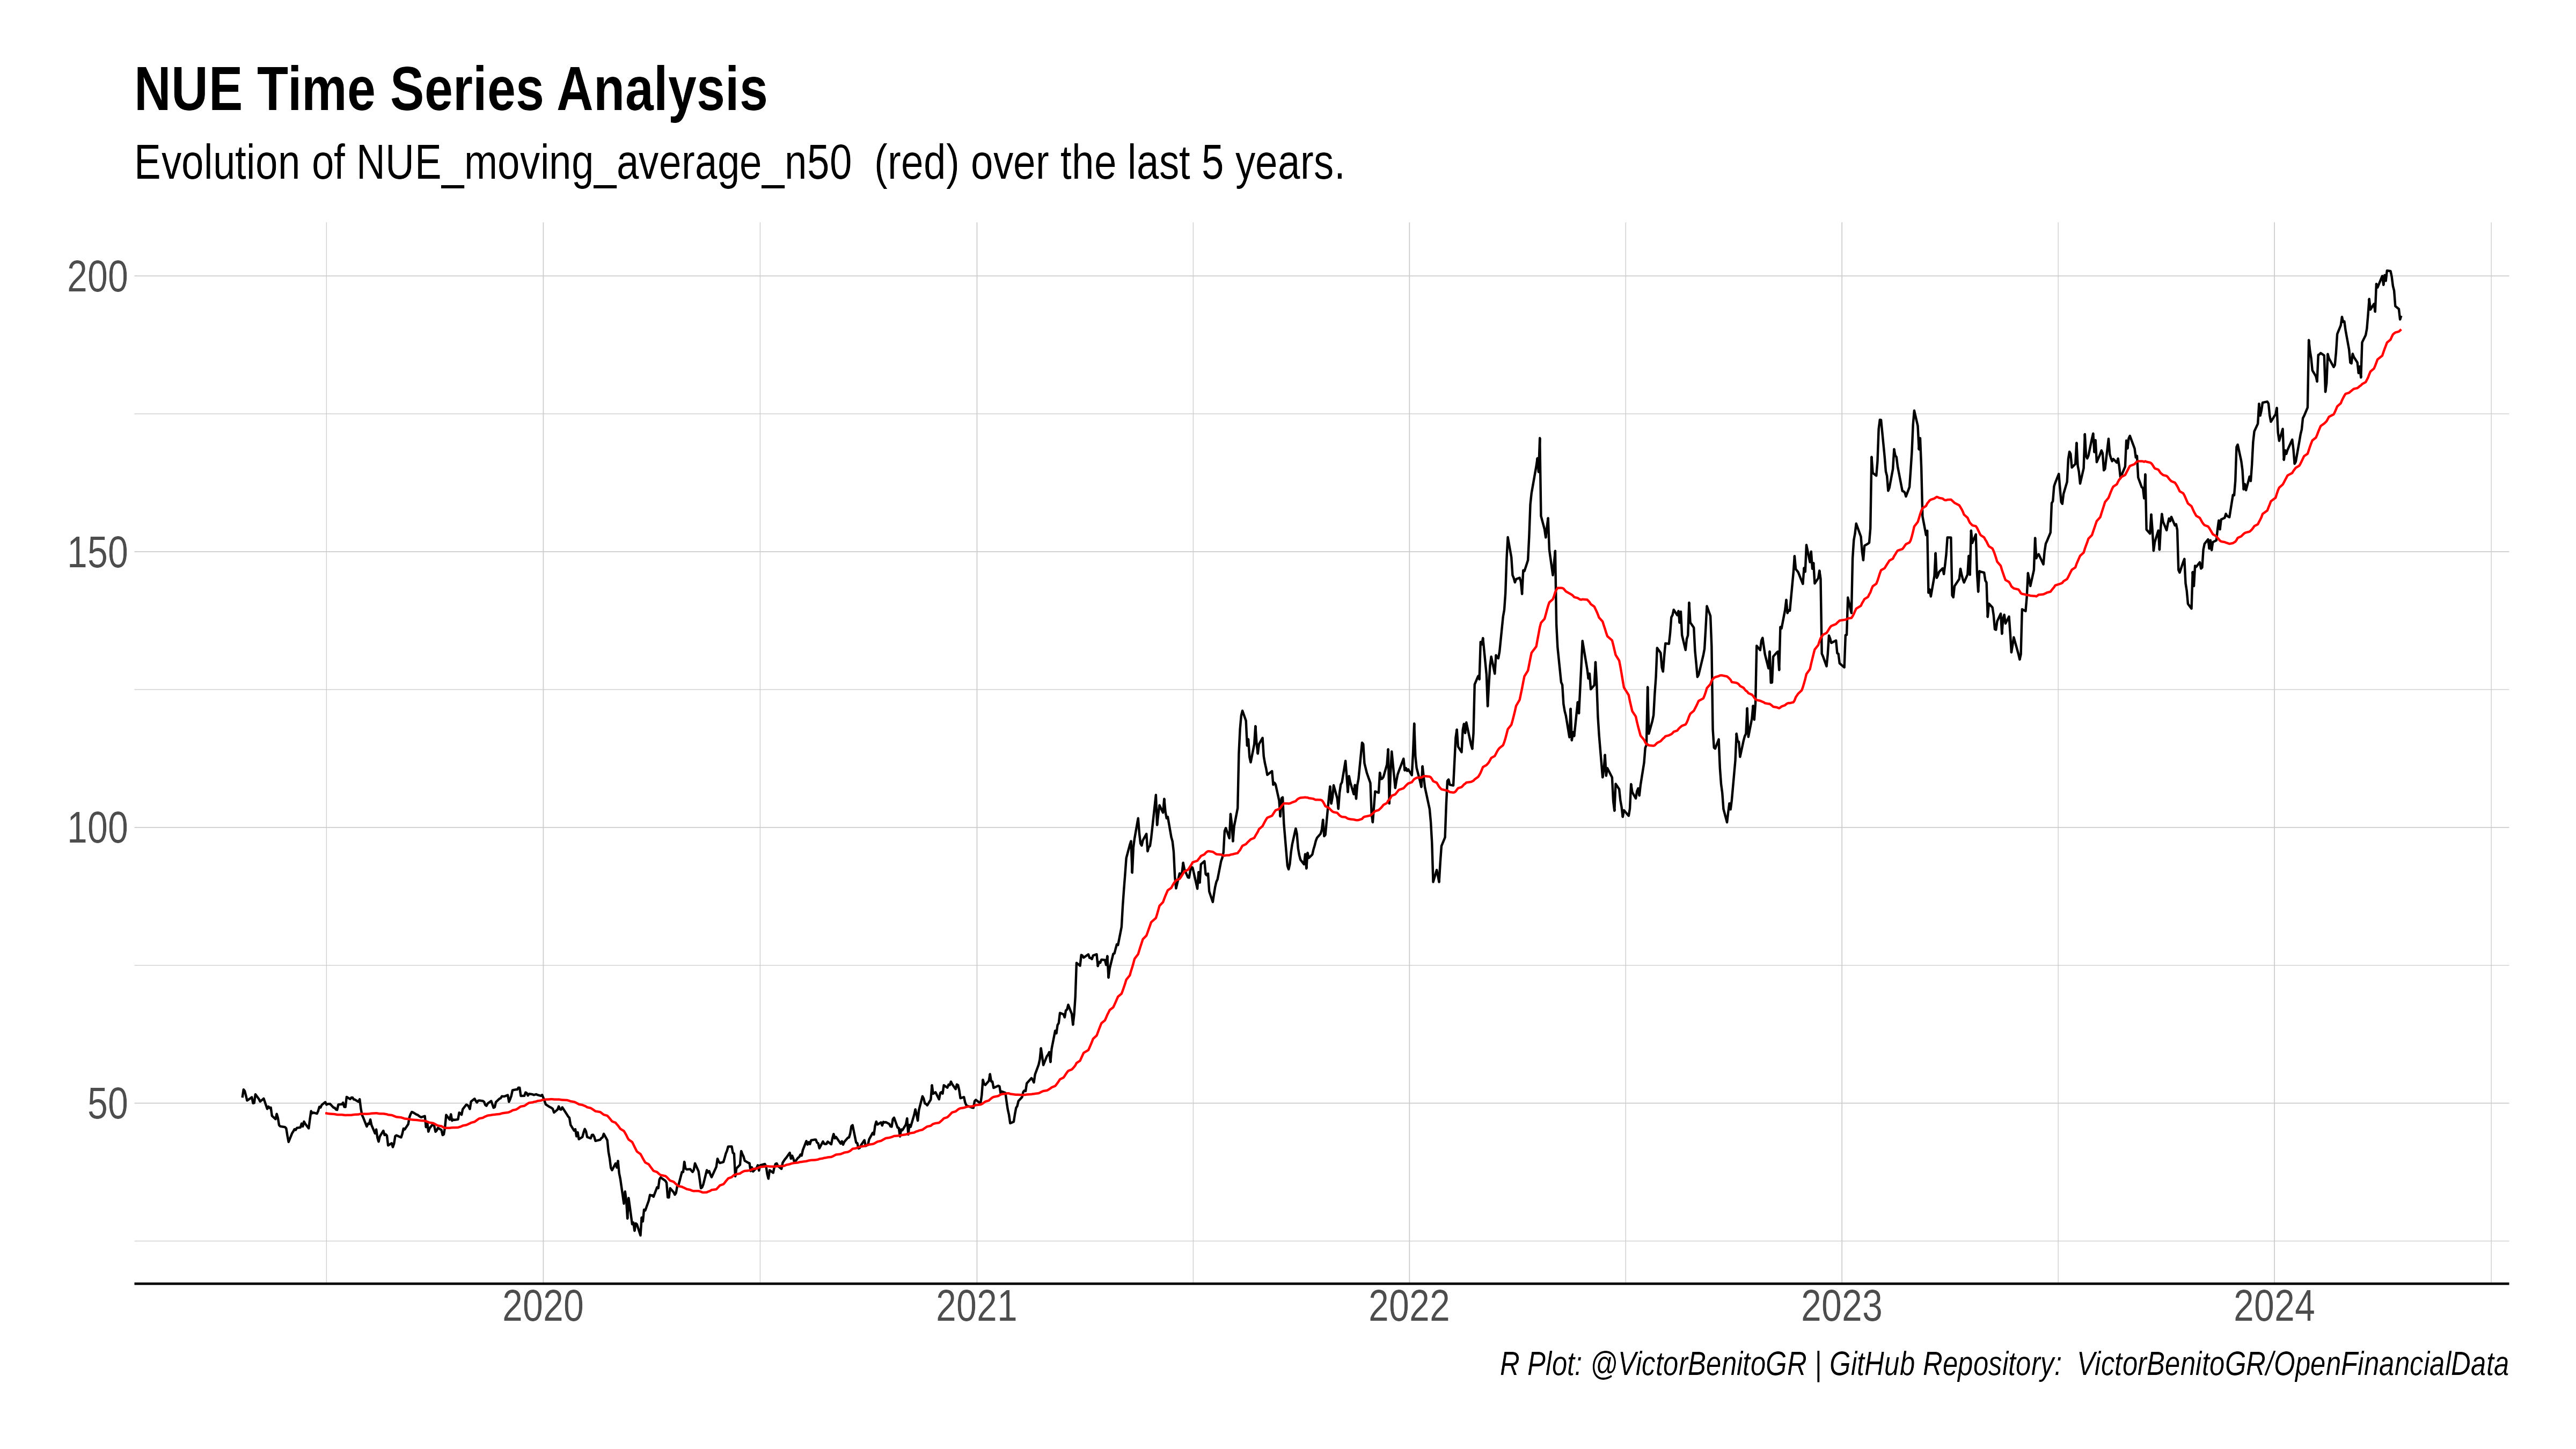 NUE Time Series Analysis
Evolution of NUE_moving_average_n50  (red) over the last 5 years.
200
150
100
50
2020 2021 2022 2023 2024
R Plot: @VictorBenitoGR | GitHub Repository:  VictorBenitoGR/OpenFinancialData